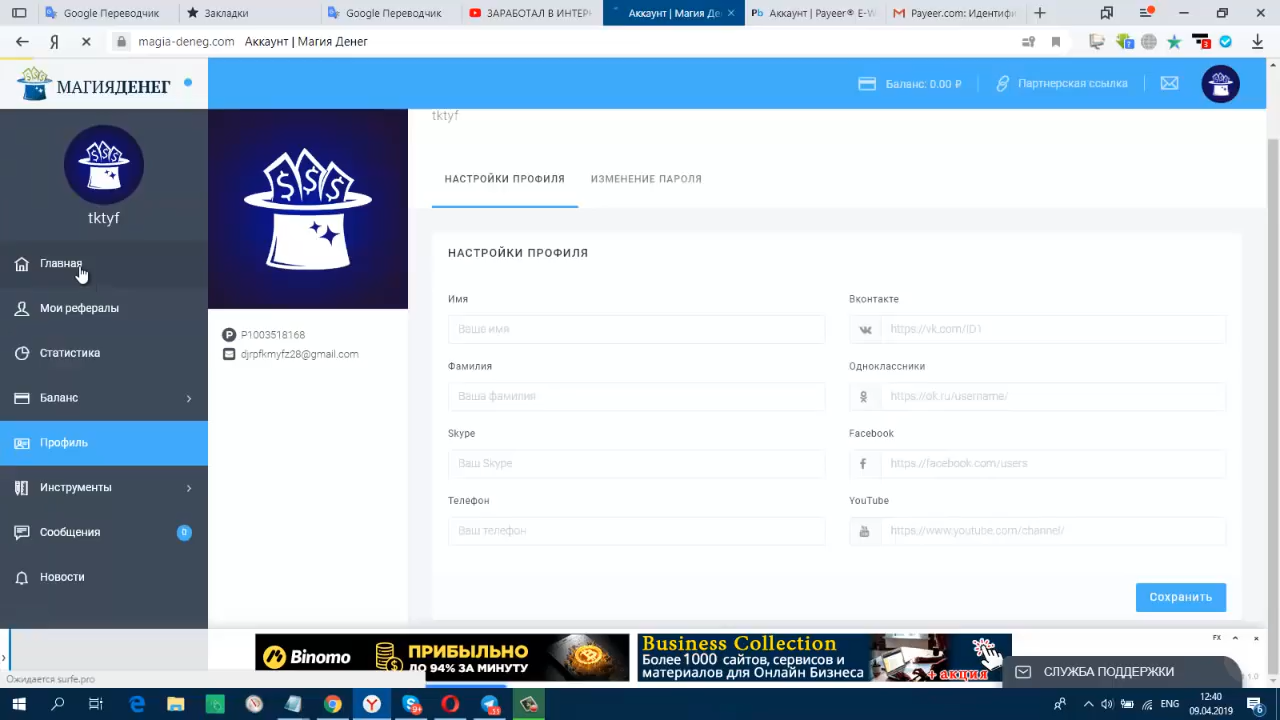 Google Переводчик
Google Переводчик
ЗАРАБОТАЛ В ИНТЕРН
Аккаунт | Магия Де
Аккаунт | Payeer® E-W
Payeer.com: Идентиф
magia-deneg.com Аккаунт | Магия Денег
МАГИЯДЕНЕГ
Баланс: 0.00 ₽
Партнерская ссылка
tktyf
tktyf
НАСТРОЙКИ ПРОФИЛЯ
ИЗМЕНЕНИЕ ПАРОЛЯ
Главная
Мои рефералы
Статистика
Баланс
Профиль
Инструменты
Сообщения 0
Новости
P1003518168
djrpfkmyfz28@gmail.com
НАСТРОЙКИ ПРОФИЛЯ
Имя
Ваше имя
Вконтакте
https://vk.com/ID1
Фамилия
Ваша фамилия
Одноклассники
https://ok.ru/username/
Skype
Ваш Skype
Facebook
https://facebook.com/users
Телефон
Ваш телефон
YouTube
https://www.youtube.com/channel/
Сохранить
Binomo
ПРИБЫЛЬНО
ДО 94% ЗА МИНУТУ
Business Collection
Более 1000 сайтов, сервисов и
материалов для Онлайн Бизнеса
+ акция
FX
СЛУЖБА ПОДДЕРЖКИ
Ожидается surfe.pro
ENG
12:40
09.04.2019